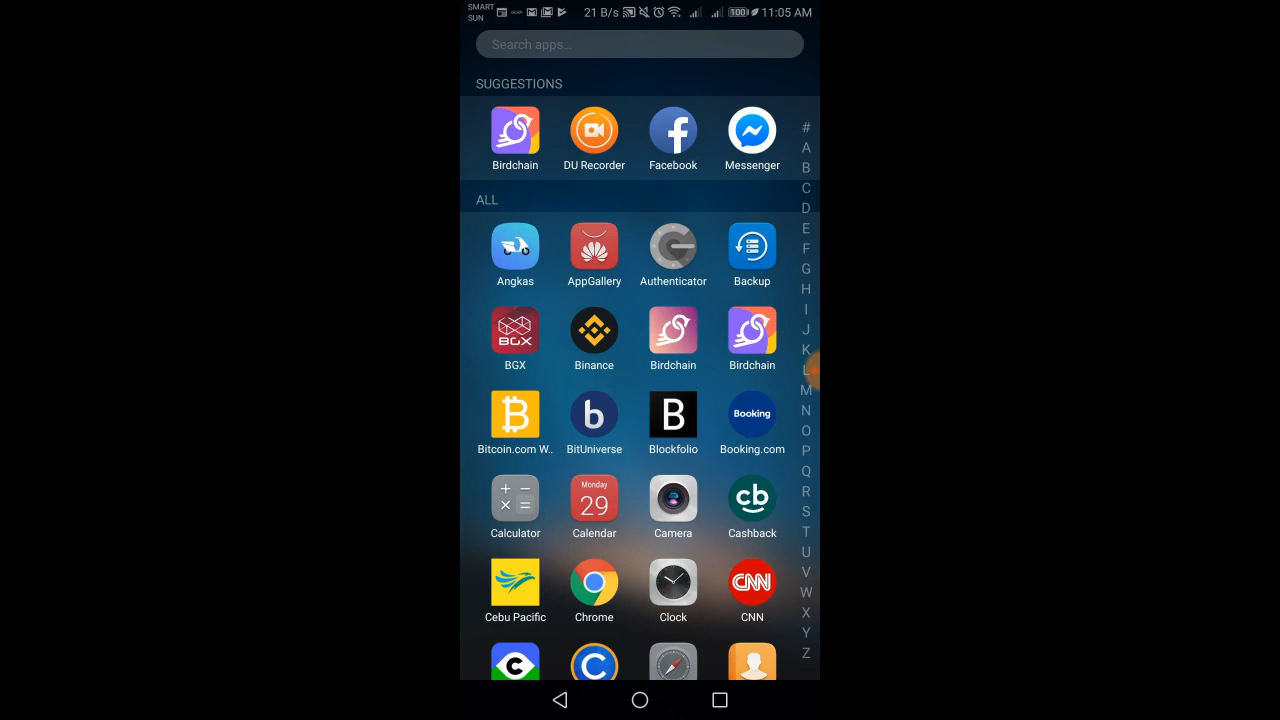 SMART
SUN
21 B/s
100
11:05 AM
Search apps...
SUGGESTIONS
Birdchain
DU Recorder
Facebook
Messenger
ALL
Angkas
AppGallery
Authenticator
Backup
BGX
BGX
Binance
Birdchain
Birdchain
B
b
B
Booking
Bitcoin.com W..
BitUniverse
Blockfolio
Booking.com
Monday
29
cb
Calculator
Calendar
Camera
Cashback
CNN
Cebu Pacific
Chrome
Clock
CNN
#
A
B
C
D
E
F
G
H
I
J
K
L
M
N
O
P
Q
R
S
T
U
V
W
X
Y
Z